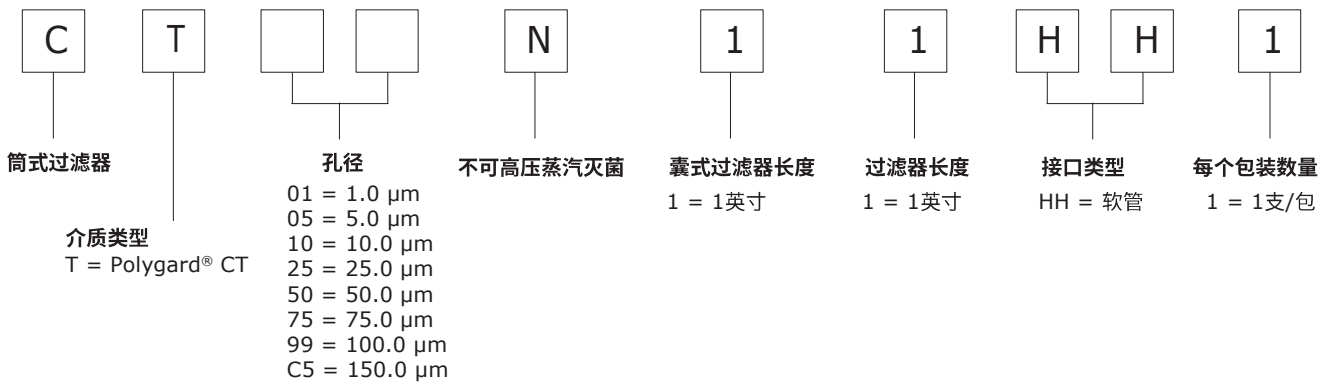 C T N 1 1 H H 1
筒式过滤器
介质类型
T = Polygard® CT
孔径
01 = 1.0 µm
05 = 5.0 µm
10 = 10.0 µm
25 = 25.0 µm
50 = 50.0 µm
75 = 75.0 µm
99 = 100.0 µm
C5 = 150.0 µm
不可高压蒸汽灭菌
囊式过滤器长度
1 = 1英寸
过滤器长度
1 = 1英寸
接口类型
HH = 软管
每个包装数量
1 = 1支/包